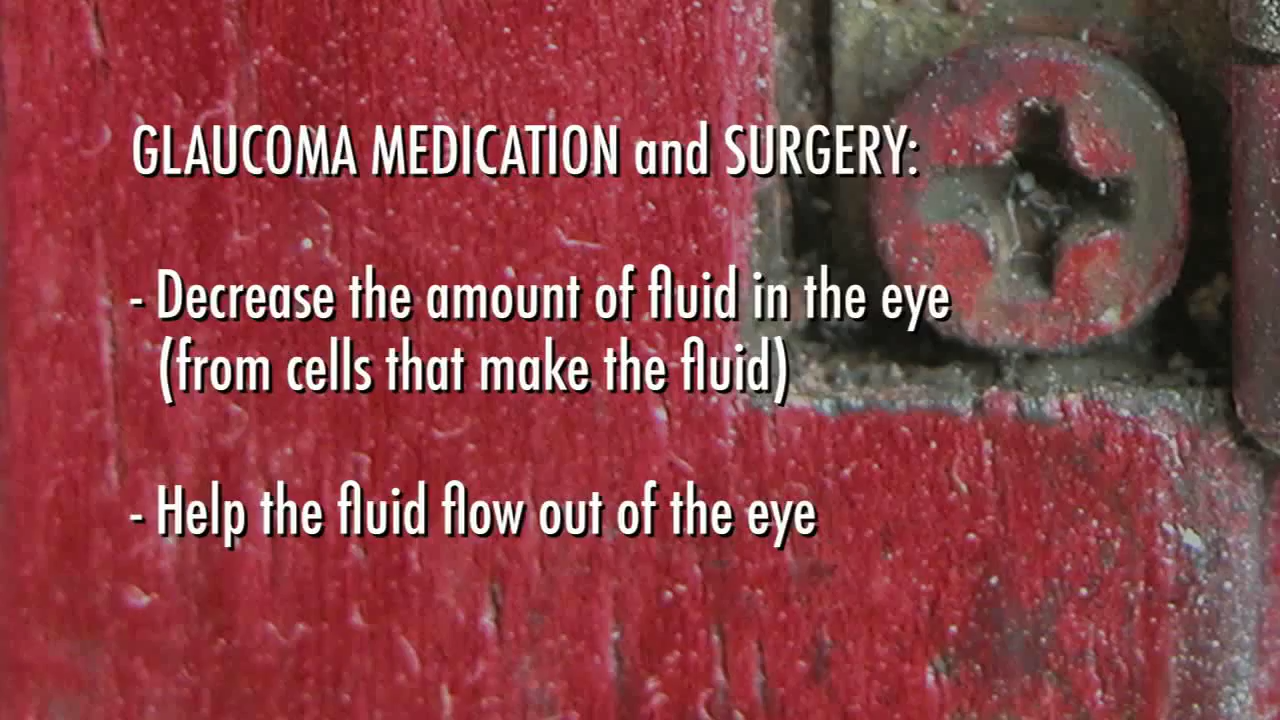 GLAUCOMA MEDICATION and SURGERY:
- Decrease the amount of fluid in the eye
(from cells that make the fluid)
- Help the fluid flow out of the eye